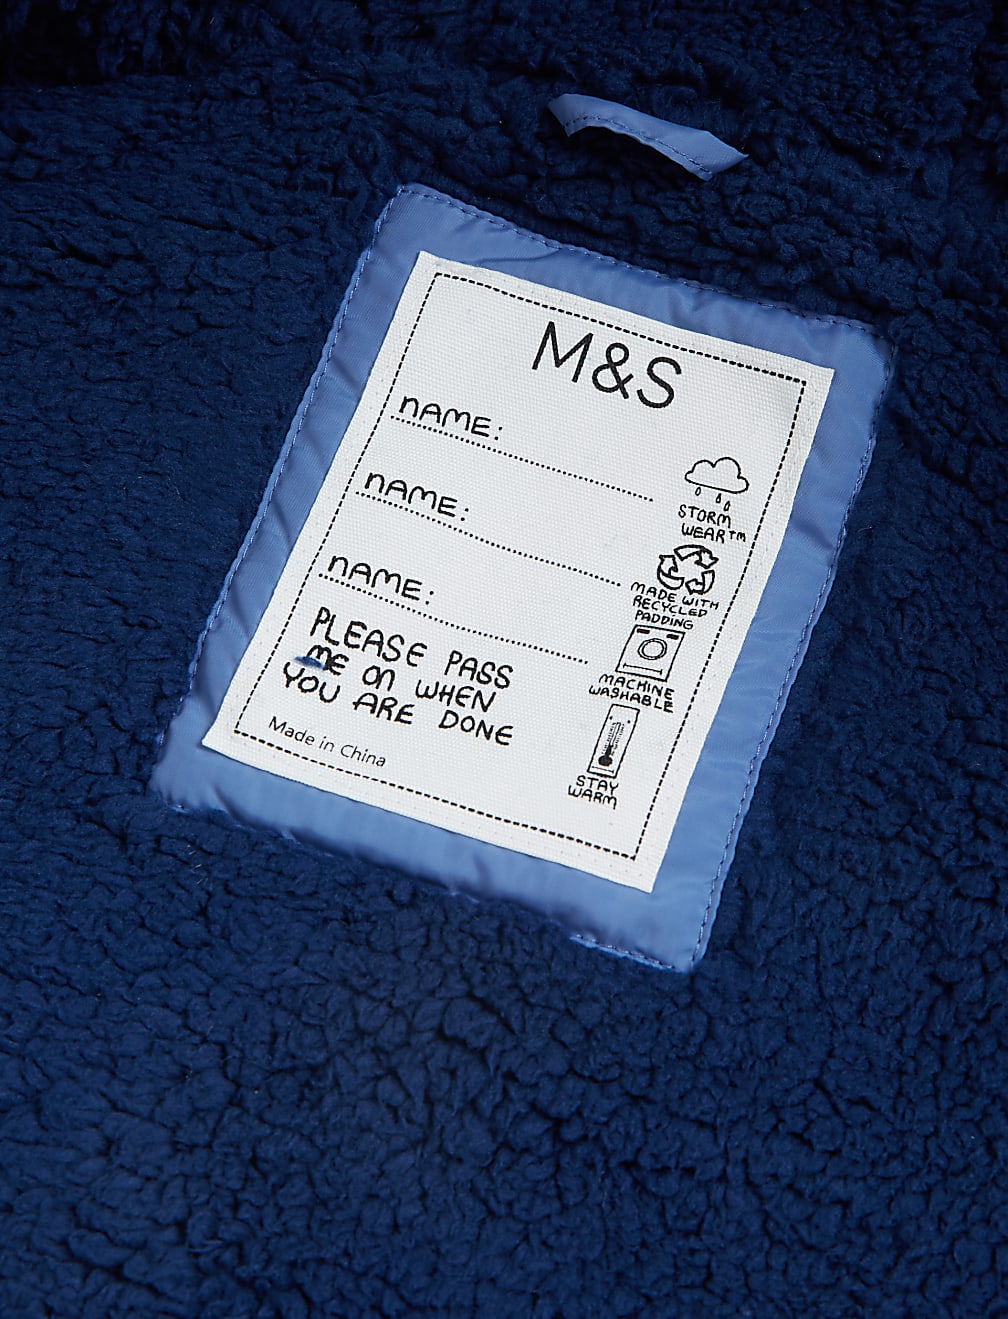 M&S
NAME:
NAME:
NAME:
PLEASE PASS
ME ON WHEN
YOU ARE DONE
Made in China
STORM
WEAR™
MADE WITH
RECYCLED
PADDING
MACHINE
WASHABLE
STAY
WARM